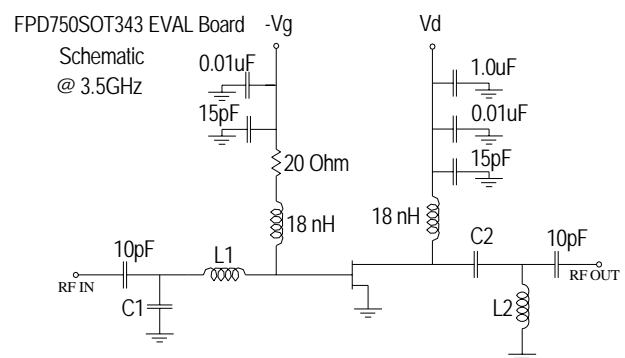 FPD750SOT343 EVAL Board
Schematic
@ 3.5GHz
-Vg
Vd
0.01uF
15pF
20 Ohm
18 nH
1.0uF
0.01uF
15pF
18 nH
10pF
RF IN
C1
L1
C2
10pF
RF OUT
L2